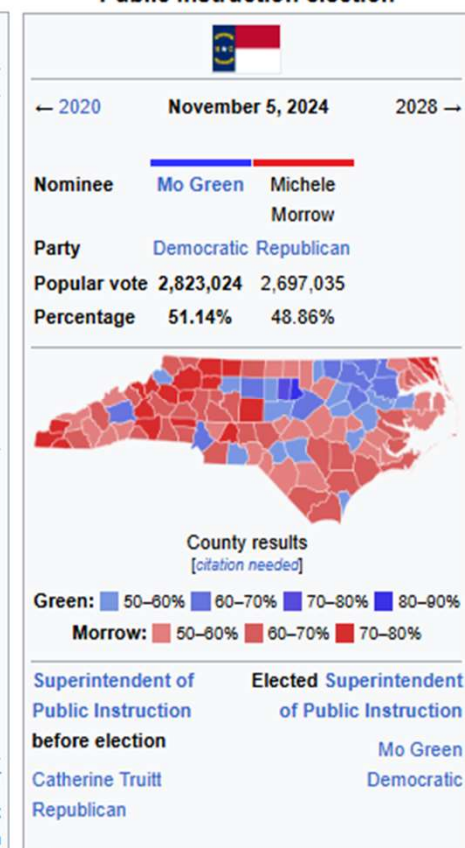 ← 2020 November 5, 2024 2028 →
Nominee Mo Green Michele
Morrow
Party Democratic Republican
Popular vote 2,823,024 2,697,035
Percentage 51.14% 48.86%
County results
[citation needed]
Green: 50–60% 60–70% 70–80% 80–90%
Morrow: 50–60% 60–70% 70–80%
Superintendent of
Public Instruction
before election
Catherine Truitt
Republican
Elected Superintendent
of Public Instruction
Mo Green
Democratic